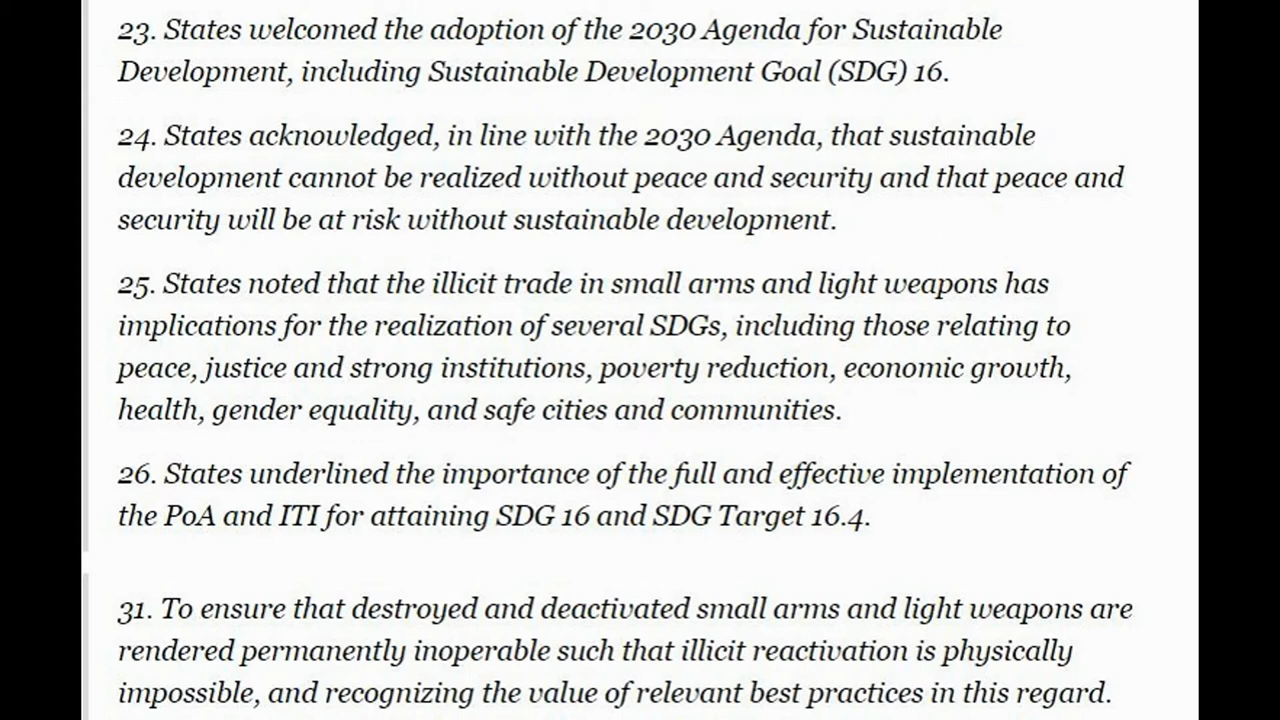 23. States welcomed the adoption of the 2030 Agenda for Sustainable
Development, including Sustainable Development Goal (SDG) 16.
24. States acknowledged, in line with the 2030 Agenda, that sustainable
development cannot be realized without peace and security and that peace and
security will be at risk without sustainable development.
25. States noted that the illicit trade in small arms and light weapons has
implications for the realization of several SDGs, including those relating to
peace, justice and strong institutions, poverty reduction, economic growth,
health, gender equality, and safe cities and communities.
26. States underlined the importance of the full and effective implementation of
the PoA and ITI for attaining SDG 16 and SDG Target 16.4.
31. To ensure that destroyed and deactivated small arms and light weapons are
rendered permanently inoperable such that illicit reactivation is physically
impossible, and recognizing the value of relevant best practices in this regard.